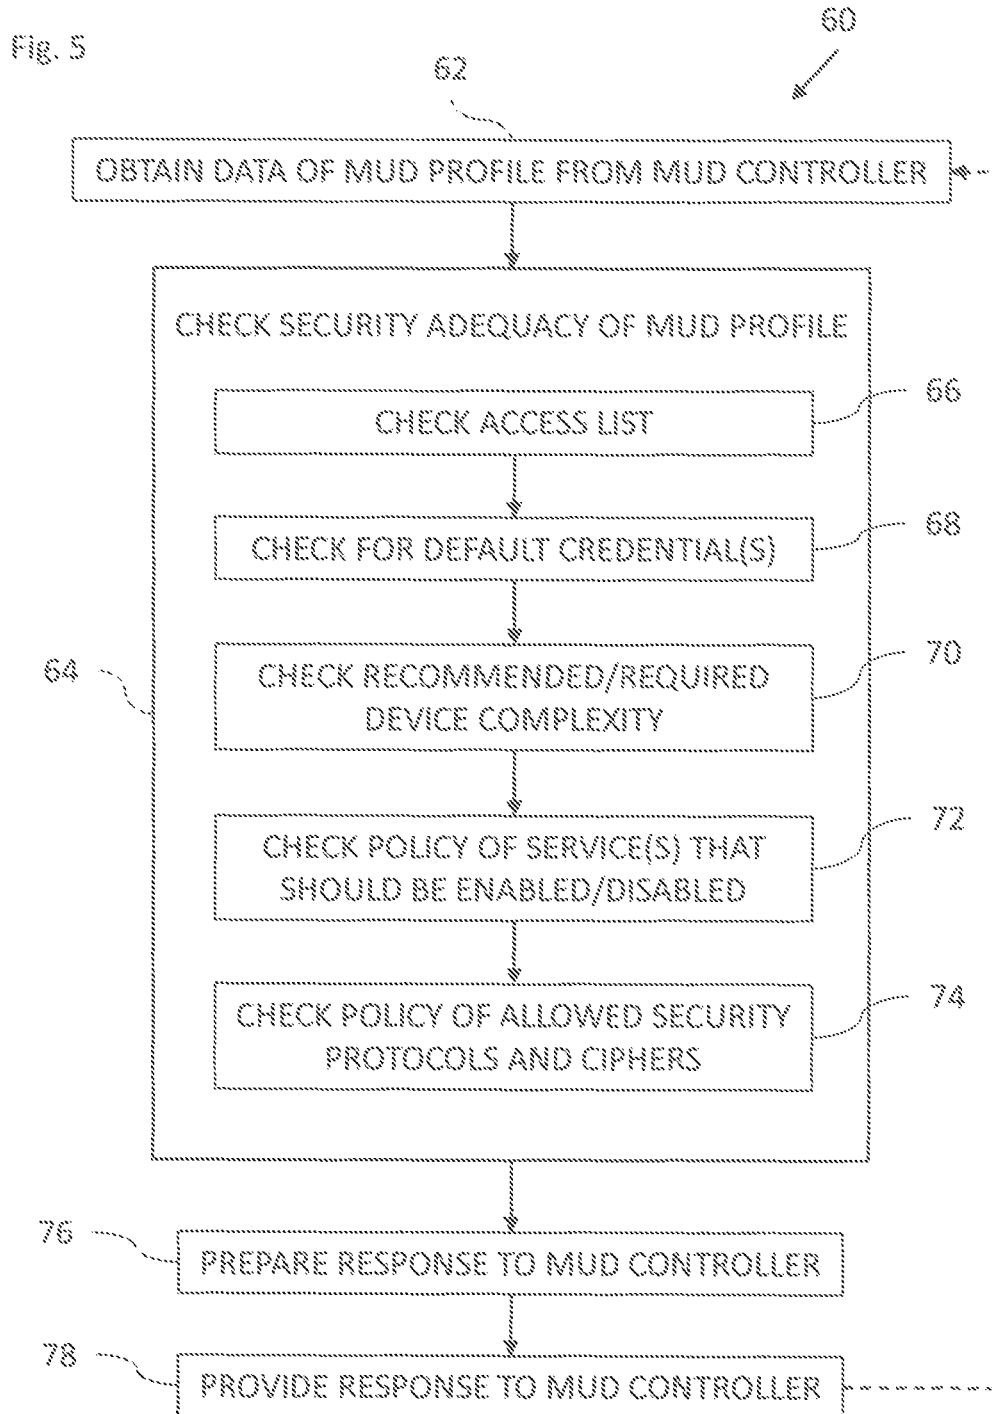 Fig. 5
60
62
OBTAIN DATA OF MUD PROFILE FROM MUD CONTROLLER
CHECK SECURITY ADEQUACY OF MUD PROFILE
66
CHECK ACCESS LIST
68
CHECK FOR DEFAULT CREDENTIAL(S)
64
70
CHECK RECOMMENDED/REQUIRED
DEVICE COMPLEXITY
72
CHECK POLICY OF SERVICE(S) THAT
SHOULD BE ENABLED/DISABLED
74
CHECK POLICY OF ALLOWED SECURITY
PROTOCOLS AND CIPHERS
76
PREPARE RESPONSE TO MUD CONTROLLER
78
PROVIDE RESPONSE TO MUD CONTROLLER